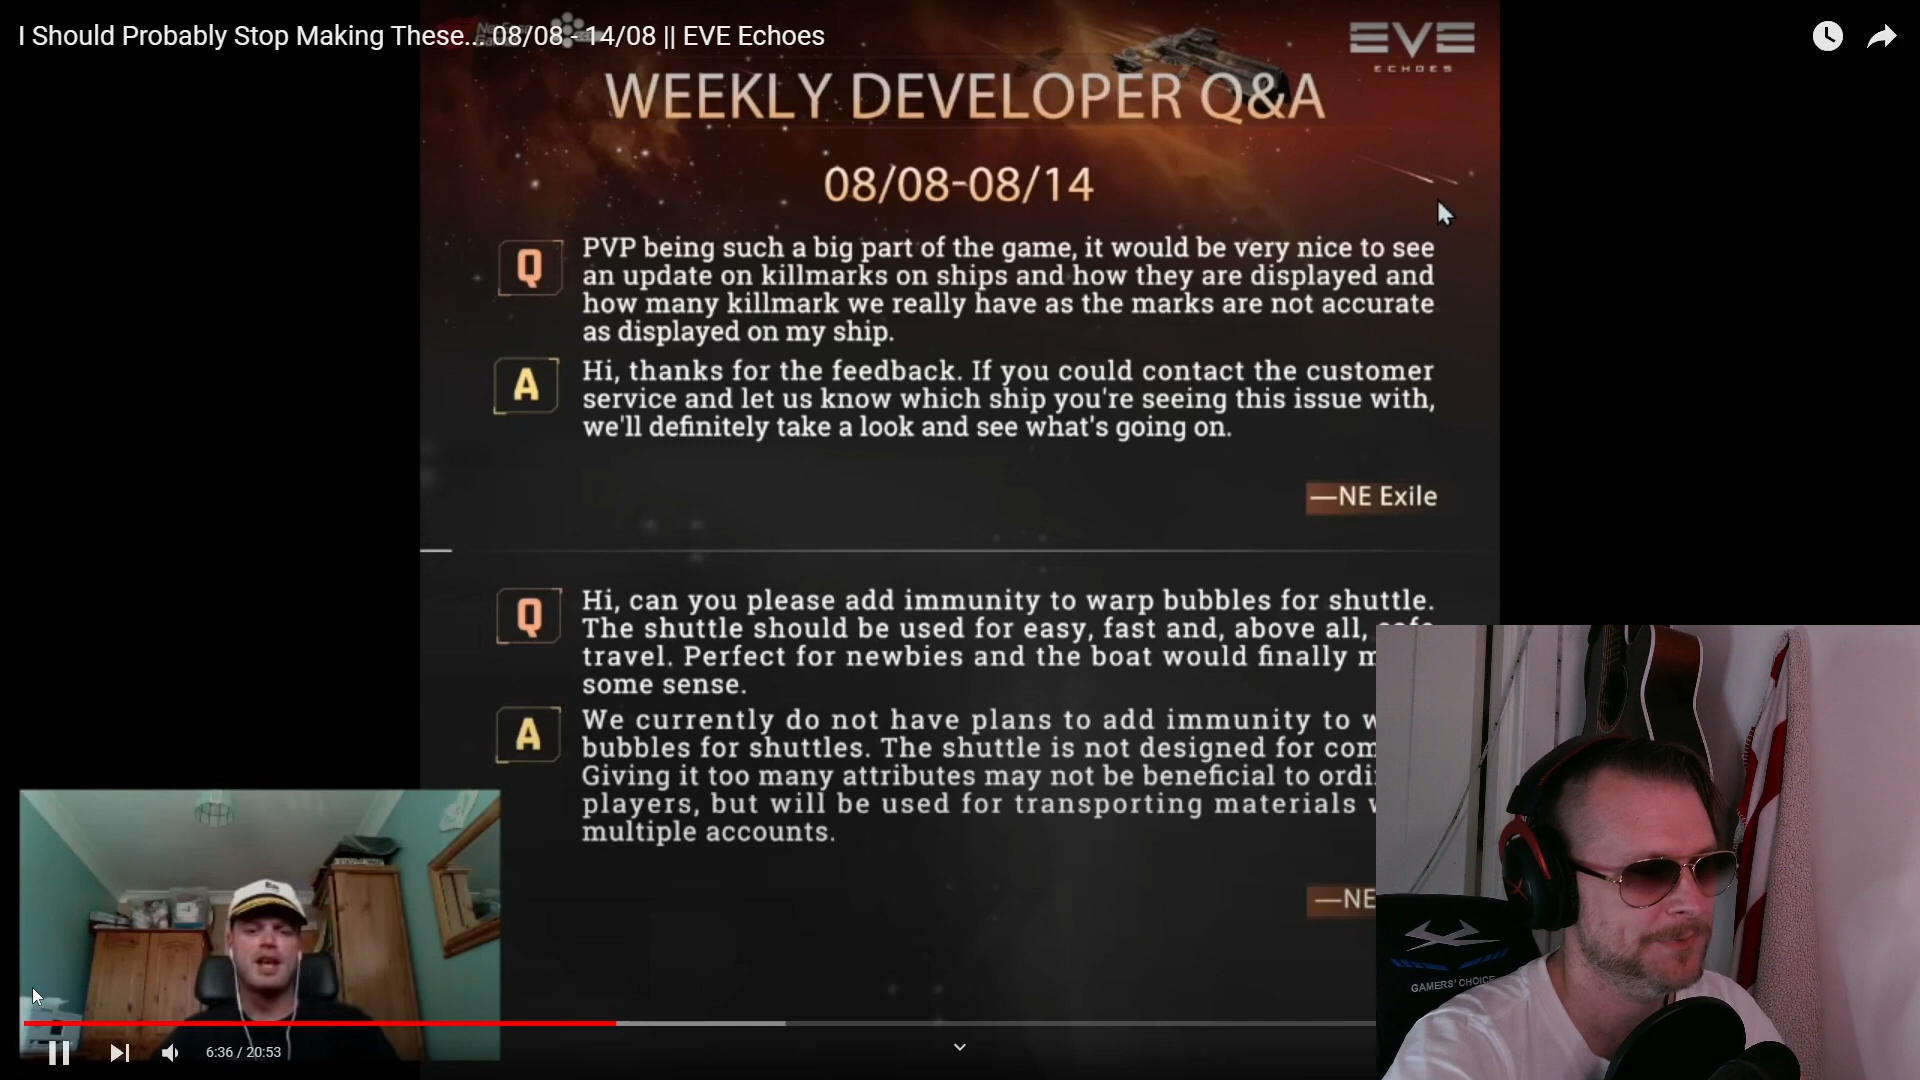 I Should Probably Stop Making These... 08/08 - 14/08 || EVE Echoes
EVE
ECHOES
WEEKLY DEVELOPER Q&A
08/08-08/14
Q
PVP being such a big part of the game, it would be very nice to see
an update on killmarks on ships and how they are displayed and
how many killmark we really have as the marks are not accurate
as displayed on my ship.
A
Hi, thanks for the feedback. If you could contact the customer
service and let us know which ship you're seeing this issue with,
we'll definitely take a look and see what's going on.
—NE Exile
Q
Hi, can you please add immunity to warp bubbles for shuttle.
The shuttle should be used for easy, fast and, above all,
travel. Perfect for newbies and the boat would finally m
some sense.
A
We currently do not have plans to add immunity to w
bubbles for shuttles. The shuttle is not designed for com
Giving it too many attributes may not be beneficial to ordi
players, but will be used for transporting materials
multiple accounts.
—NE
GAMERS' CHOICE
6:36 / 20:53